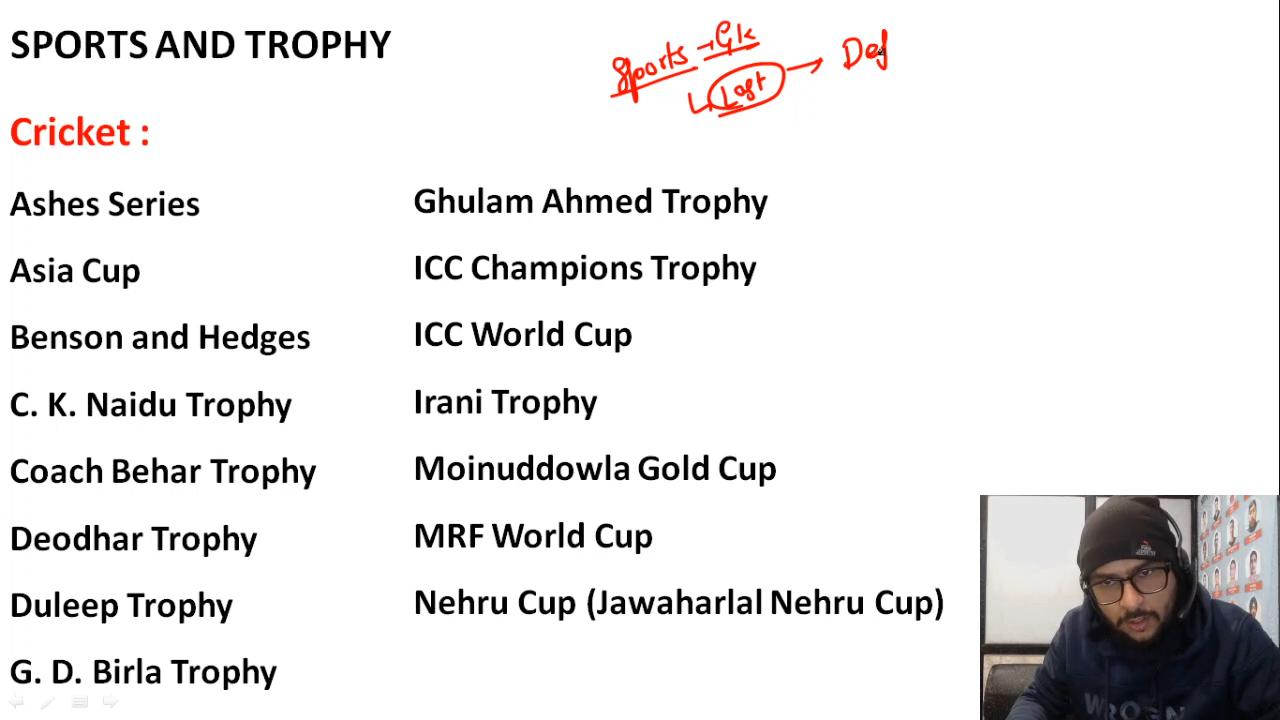 SPORTS AND TROPHY
Sports → Gk
Last → Def
Cricket :
Ashes Series
Asia Cup
Benson and Hedges
C. K. Naidu Trophy
Coach Behar Trophy
Deodhar Trophy
Duleep Trophy
G. D. Birla Trophy
Ghulam Ahmed Trophy
ICC Champions Trophy
ICC World Cup
Irani Trophy
Moinuddowla Gold Cup
MRF World Cup
Nehru Cup (Jawaharlal Nehru Cup)